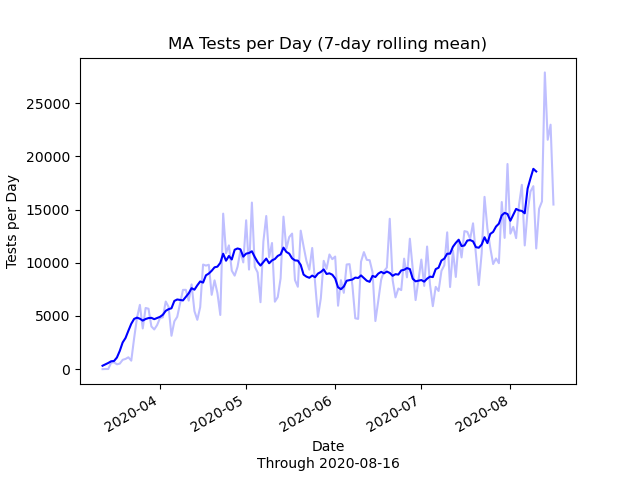 MA Tests per Day (7-day rolling mean)
Tests per Day
25000
20000
15000
10000
5000
0
2020-04
2020-05
2020-06
2020-07
2020-08
Date
Through 2020-08-16